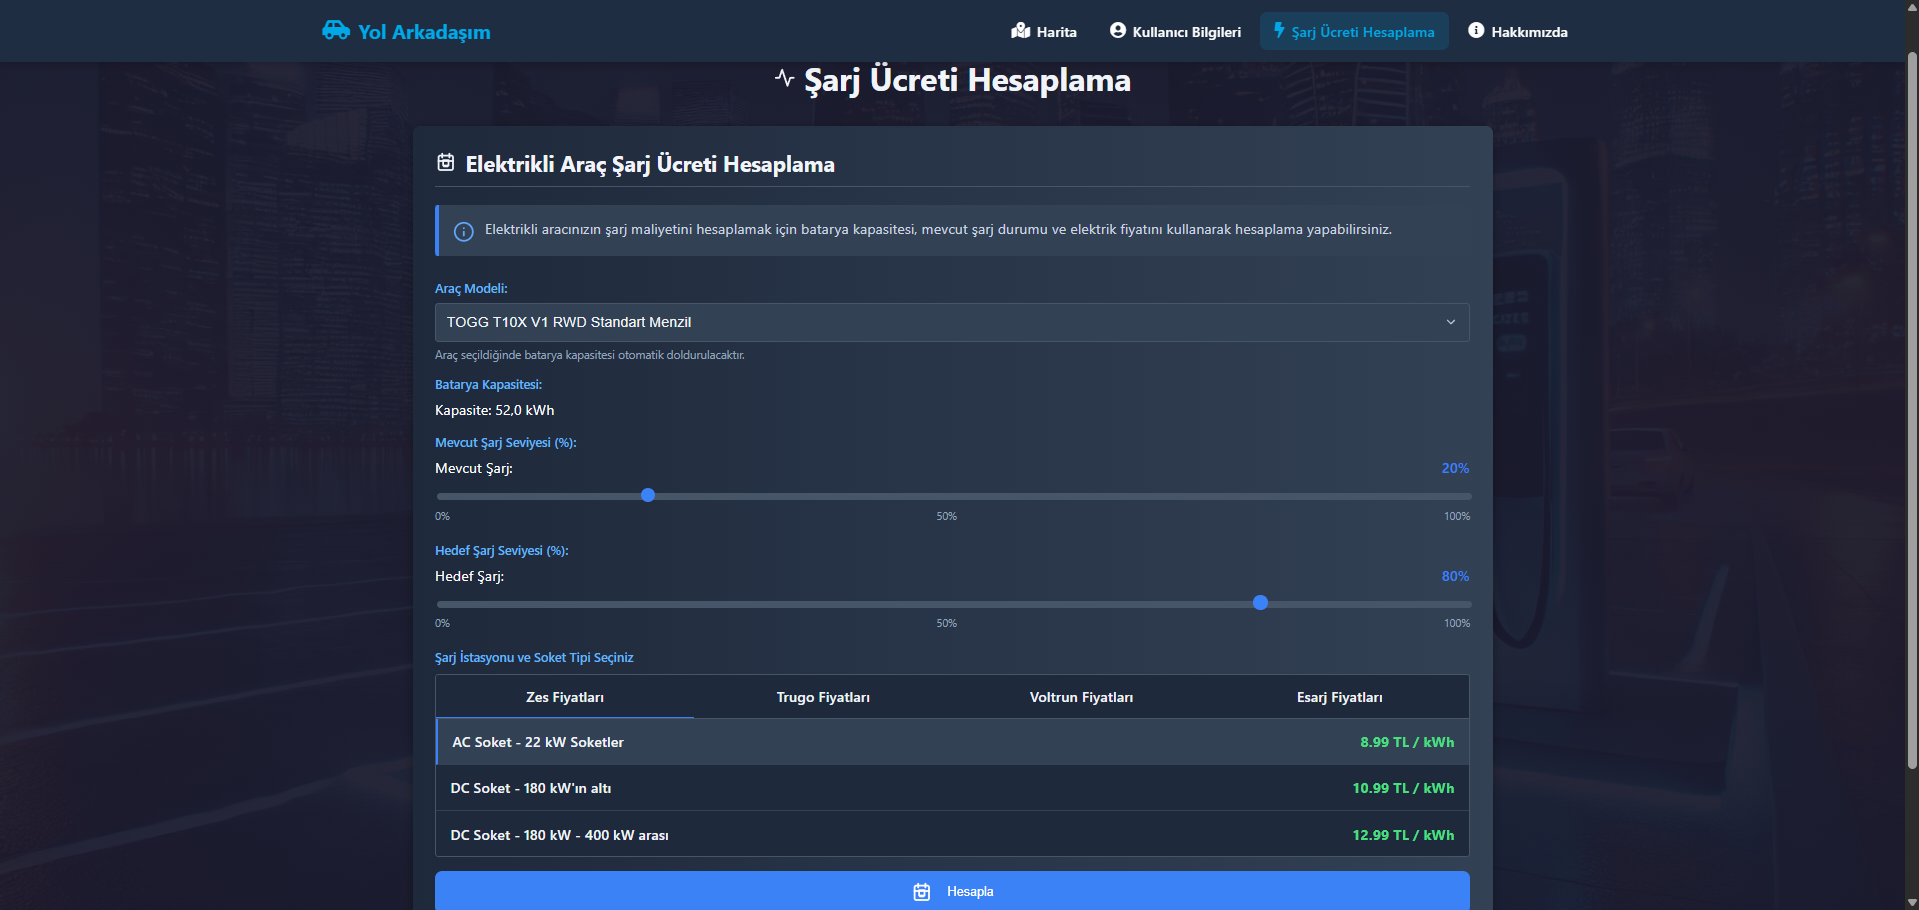 Yol Arkadaşım
Harita
Kullanıcı Bilgileri
Şarj Ücreti Hesaplama
Hakkımızda
Şarj Ücreti Hesaplama
Elektrikli Araç Şarj Ücreti Hesaplama
Elektrikli aracınızın şarj maliyetini hesaplamak için batarya kapasitesi, mevcut şarj durumu ve elektrik fiyatını kullanarak hesaplama yapabilirsiniz.
Araç Modeli:
TOGG T10X V1 RWD Standart Menzil
Araç seçildiğinde batarya kapasitesi otomatik doldurulacaktır.
Batarya Kapasitesi:
Kapasite: 52,0 kWh
Mevcut Şarj Seviyesi (%):
Mevcut Şarj: 20%
0% 50% 100%
Hedef Şarj Seviyesi (%):
Hedef Şarj: 80%
0% 50% 100%
Şarj İstasyonu ve Soket Tipi Seçiniz
Zes Fiyatları Trugo Fiyatları Voltrun Fiyatları Esarj Fiyatları
AC Soket - 22 kW Soketler 8.99 TL / kWh
DC Soket - 180 kW'ın altı 10.99 TL / kWh
DC Soket - 180 kW - 400 kW arası 12.99 TL / kWh
Hesapla